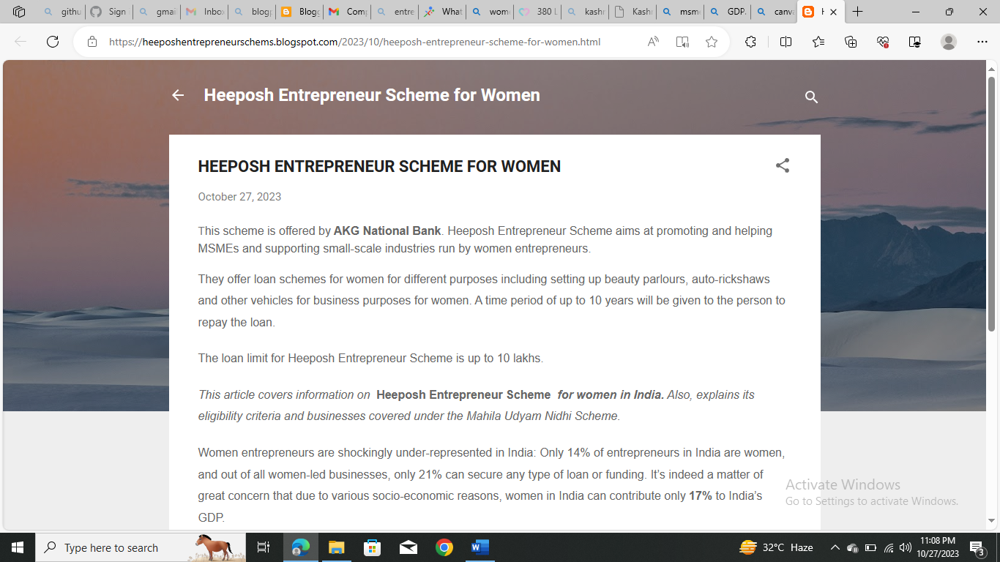 githu
Sign
gmai
Inbox
blogp
Blogg
Comp
entre
What
wome
380 L
kashr
Kashr
msme
GDP.
canva
H
https://heeposhentrepreneurschems.blogspot.com/2023/10/heeposh-entrepreneur-scheme-for-women.html
Heeposh Entrepreneur Scheme for Women
HEEPOSH ENTREPRENEUR SCHEME FOR WOMEN
October 27, 2023
This scheme is offered by AKG National Bank. Heeposh Entrepreneur Scheme aims at promoting and helping
MSMEs and supporting small-scale industries run by women entrepreneurs.
They offer loan schemes for women for different purposes including setting up beauty parlours, auto-rickshaws
and other vehicles for business purposes for women. A time period of up to 10 years will be given to the person to
repay the loan.
The loan limit for Heeposh Entrepreneur Scheme is up to 10 lakhs.
This article covers information on Heeposh Entrepreneur Scheme for women in India. Also, explains its
eligibility criteria and businesses covered under the Mahila Udyam Nidhi Scheme.
Women entrepreneurs are shockingly under-represented in India: Only 14% of entrepreneurs in India are women,
and out of all women-led businesses, only 21% can secure any type of loan or funding. It's indeed a matter of
great concern that due to various socio-economic reasons, women in India can contribute only 17% to India's
GDP.
Activate Windows
Go to Settings to activate Windows.
Type here to search
32°C Haze
11:08 PM
10/27/2023
3